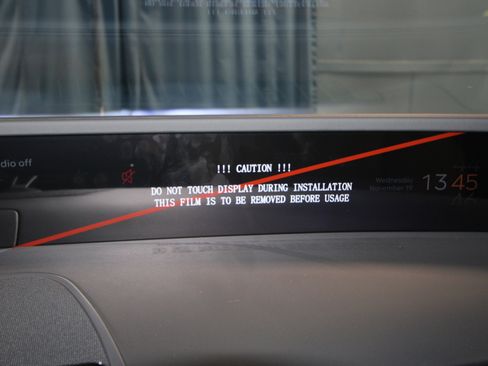 dio off
!!! CAUTION !!!
DO NOT TOUCH DISPLAY DURING INSTALLATION
THIS FILM IS TO BE REMOVED BEFORE USAGE
Wednesday
November 19
13 45